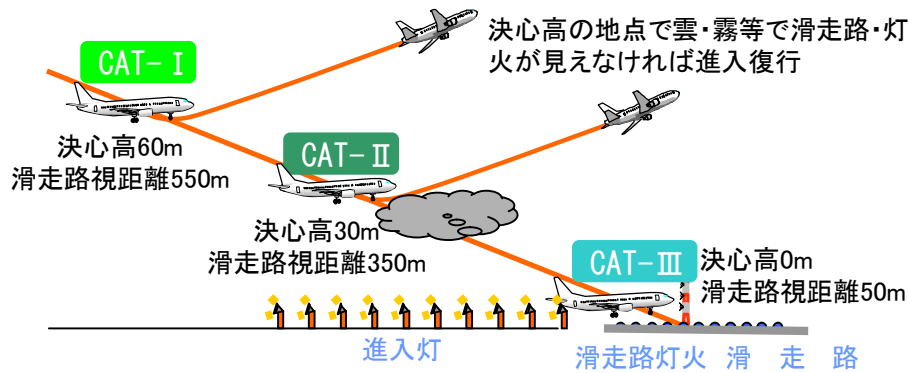 決心高の地点で雲・霧等で滑走路・灯
火が見えなければ進入復行
CAT-Ⅰ
決心高60m
滑走路視距離550m
CAT-Ⅱ
決心高30m
滑走路視距離350m
CAT-Ⅲ
決心高0m
滑走路視距離50m
進入灯
滑走路灯火 滑 走 路